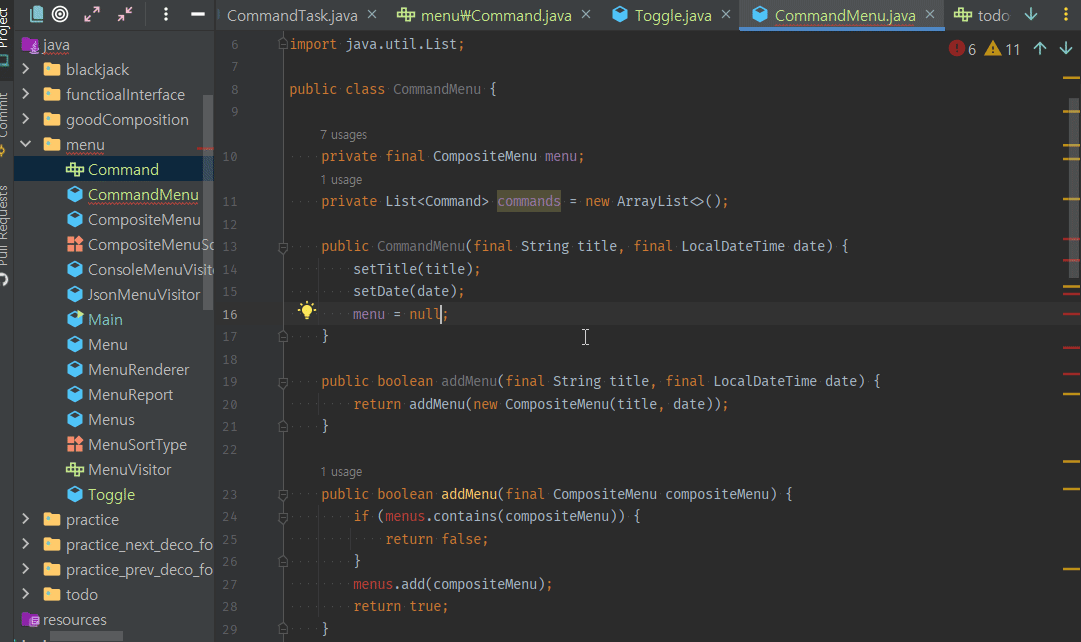 Project
Commit
Pull Requests
CommandTask.java
menu₩Command.java
Toggle.java
CommandMenu.java
todo
java
blackjack
functioalInterface
goodComposition
menu
Command
CommandMenu
CompositeMenu
CompositeMenuSo
ConsoleMenuVisit
JsonMenuVisitor
Main
Menu
MenuRenderer
MenuReport
Menus
MenuSortType
MenuVisitor
Toggle
practice
practice_next_deco_fo
practice_prev_deco_fo
todo
resources
6 11
6 import java.util.List;
7
8 public class CommandMenu {
9
7 usages
10 private final CompositeMenu menu;
1 usage
11 private List<Command> commands = new ArrayList<>();
12
13 public CommandMenu(final String title, final LocalDateTime date) {
14 setTitle(title);
15 setDate(date);
16 menu = null;
17 }
18
19 public boolean addMenu(final String title, final LocalDateTime date) {
20 return addMenu(new CompositeMenu(title, date));
21 }
22
1 usage
23 public boolean addMenu(final CompositeMenu compositeMenu) {
24 if (menus.contains(compositeMenu)) {
25 return false;
26 }
27 menus.add(compositeMenu);
28 return true;
29 }